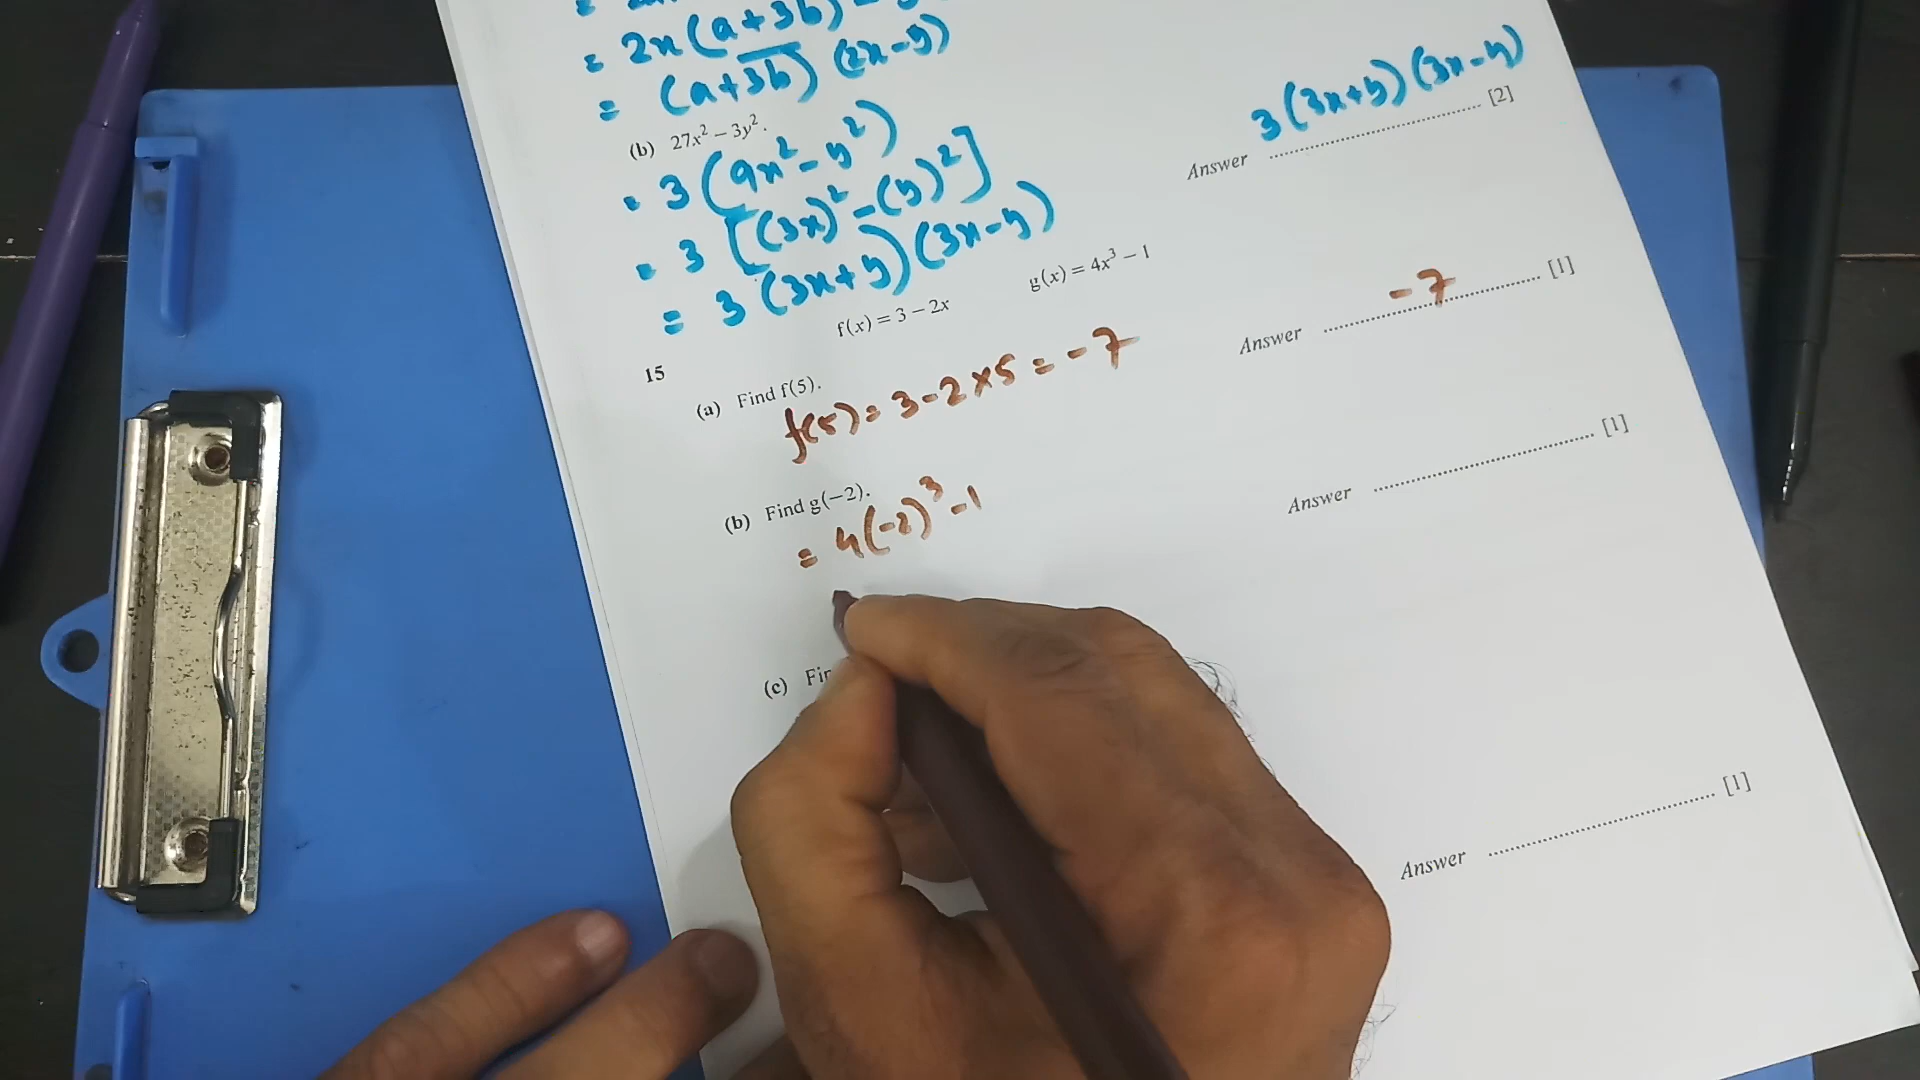 = 2x(a+3b)
= (a+3b)(2x-y)
(b) 27x² – 3y².
= 3(9x²-y²)
= 3[(3x)²-(y)²]
= 3(3x+y)(3x-y)
3(3x+y)(3x-y)
Answer .................... [2]
15 f(x) = 3 – 2x g(x) = 4x³ – 1
(a) Find f(5).
f(5) = 3-2×5 = -7
-7
Answer .................... [1]
(b) Find g(–2).
= 4(-2)³-1
Answer .................... [1]
(c)
Answer .................... [1]